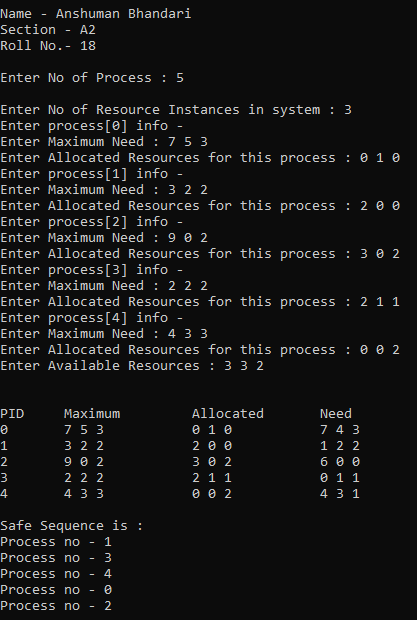 Name - Anshuman Bhandari
Section - A2
Roll No.- 18
Enter No of Process : 5
Enter No of Resource Instances in system : 3
Enter process[0] info -
Enter Maximum Need : 7 5 3
Enter Allocated Resources for this process : 0 1 0
Enter process[1] info -
Enter Maximum Need : 3 2 2
Enter Allocated Resources for this process : 2 0 0
Enter process[2] info -
Enter Maximum Need : 9 0 2
Enter Allocated Resources for this process : 3 0 2
Enter process[3] info -
Enter Maximum Need : 2 2 2
Enter Allocated Resources for this process : 2 1 1
Enter process[4] info -
Enter Maximum Need : 4 3 3
Enter Allocated Resources for this process : 0 0 2
Enter Available Resources : 3 3 2
PID Maximum Allocated Need
0 7 5 3 0 1 0 7 4 3
1 3 2 2 2 0 0 1 2 2
2 9 0 2 3 0 2 6 0 0
3 2 2 2 2 1 1 0 1 1
4 4 3 3 0 0 2 4 3 1
Safe Sequence is :
Process no - 1
Process no - 3
Process no - 4
Process no - 0
Process no - 2